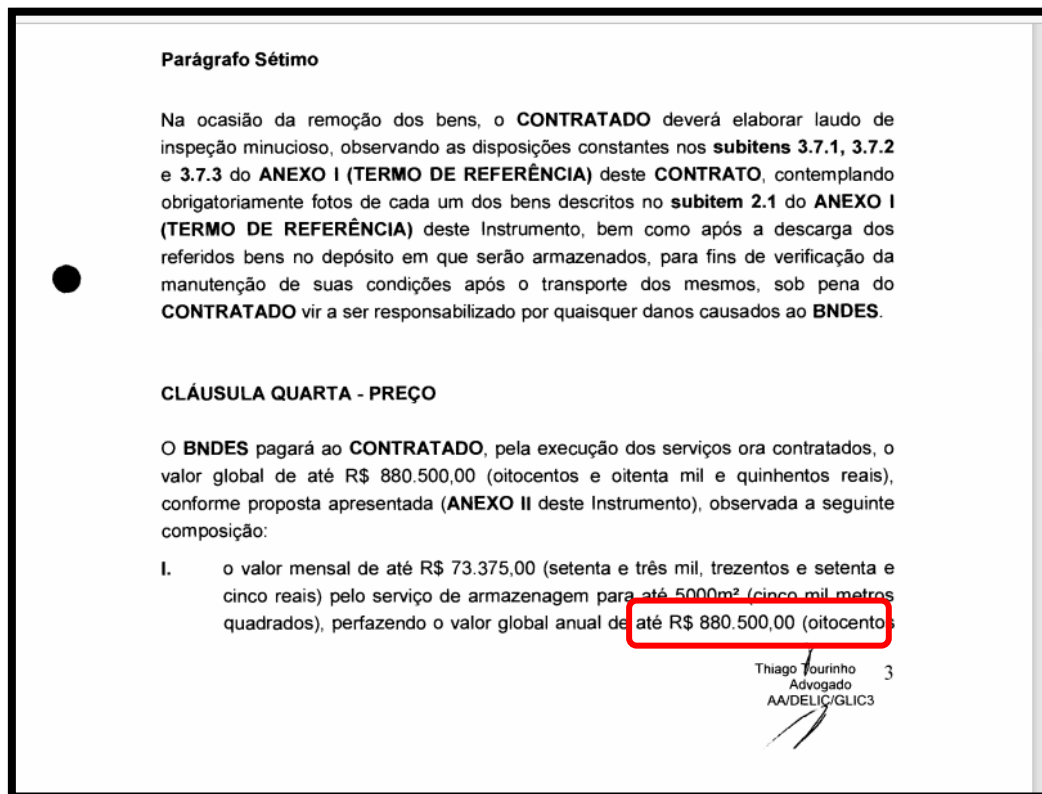 Parágrafo Sétimo
Na ocasião da remoção dos bens, o CONTRATADO deverá elaborar laudo de
inspeção minucioso, observando as disposições constantes nos subitens 3.7.1, 3.7.2
e 3.7.3 do ANEXO I (TERMO DE REFERÊNCIA) deste CONTRATO, contemplando
obrigatoriamente fotos de cada um dos bens descritos no subitem 2.1 do ANEXO I
(TERMO DE REFERÊNCIA) deste Instrumento, bem como após a descarga dos
referidos bens no depósito em que serão armazenados, para fins de verificação da
manutenção de suas condições após o transporte dos mesmos, sob pena do
CONTRATADO vir a ser responsabilizado por quaisquer danos causados ao BNDES.
CLÁUSULA QUARTA - PREÇO
O BNDES pagará ao CONTRATADO, pela execução dos serviços ora contratados, o
valor global de até R$ 880.500,00 (oitocentos e oitenta mil e quinhentos reais),
conforme proposta apresentada (ANEXO II deste Instrumento), observada a seguinte
composição:
I. o valor mensal de até R$ 73.375,00 (setenta e três mil, trezentos e setenta e
cinco reais) pelo serviço de armazenagem para até 5000m² (cinco mil metros
quadrados), perfazendo o valor global anual de até R$ 880.500,00 (oitocentos
Thiago Tourinho 3
Advogado
AA/DELIC/GLIC3